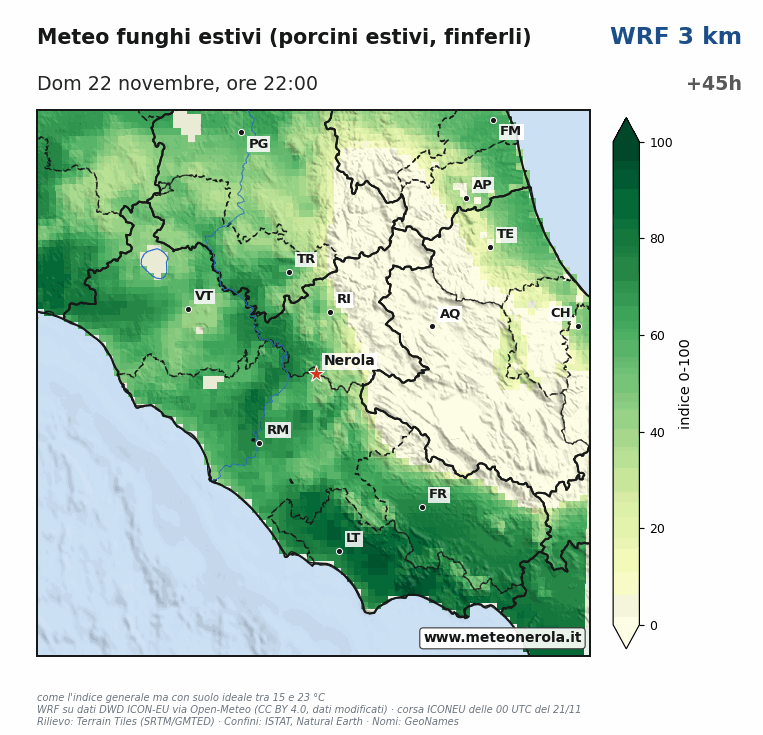 Meteo funghi estivi (porcini estivi, finferli)
WRF 3 km
Dom 22 novembre, ore 22:00
+45h
FM
PG
AP
TE
TR
VT
RI
AQ
CH.
Nerola
RM
FR
LT
www.meteonerola.it
100
80
60
40
20
0
indice 0-100
come l'indice generale ma con suolo ideale tra 15 e 23 °C
WRF su dati DWD ICON-EU via Open-Meteo (CC BY 4.0, dati modificati) · corsa ICONEU delle 00 UTC del 21/11
Rilievo: Terrain Tiles (SRTM/GMTED) · Confini: ISTAT, Natural Earth · Nomi: GeoNames